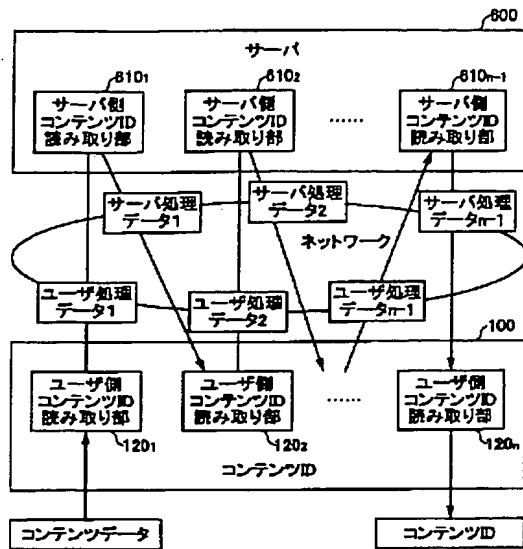 600
サーバ
610₁
610₂
610ₙ₋₁
サーバ側
コンテンツID
読み取り部
サーバ側
コンテンツID
読み取り部
……
サーバ側
コンテンツID
読み取り部
サーバ処理
データ1
サーバ処理
データ2
サーバ処理
データn-1
ネットワーク
ユーザ処理
データ1
ユーザ処理
データ2
ユーザ処理
データn-1
100
ユーザ側
コンテンツID
読み取り部
ユーザ側
コンテンツID
読み取り部
……
ユーザ側
コンテンツID
読み取り部
120₁
120₂
120ₙ
コンテンツID
コンテンツデータ
コンテンツID